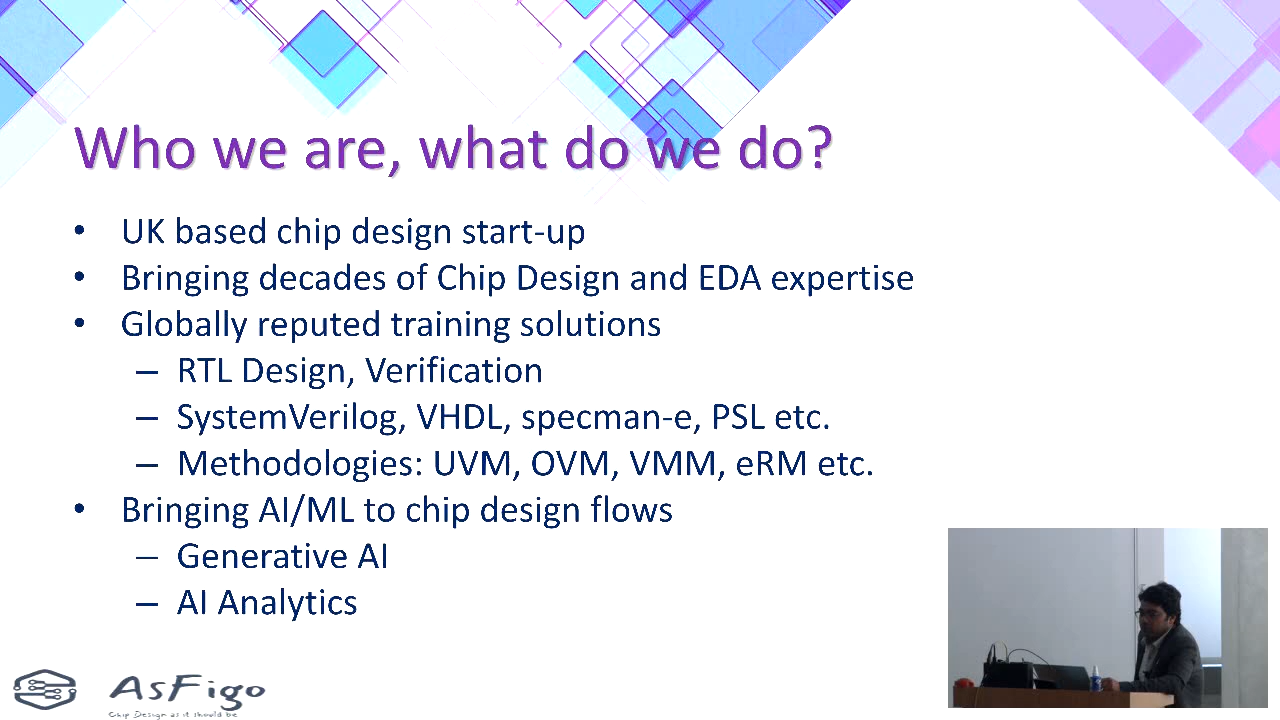 Who we are, what do we do?
• UK based chip design start-up
• Bringing decades of Chip Design and EDA expertise
• Globally reputed training solutions
– RTL Design, Verification
– SystemVerilog, VHDL, specman-e, PSL etc.
– Methodologies: UVM, OVM, VMM, eRM etc.
• Bringing AI/ML to chip design flows
– Generative AI
– AI Analytics
AsFigo
Chip Design as it should be